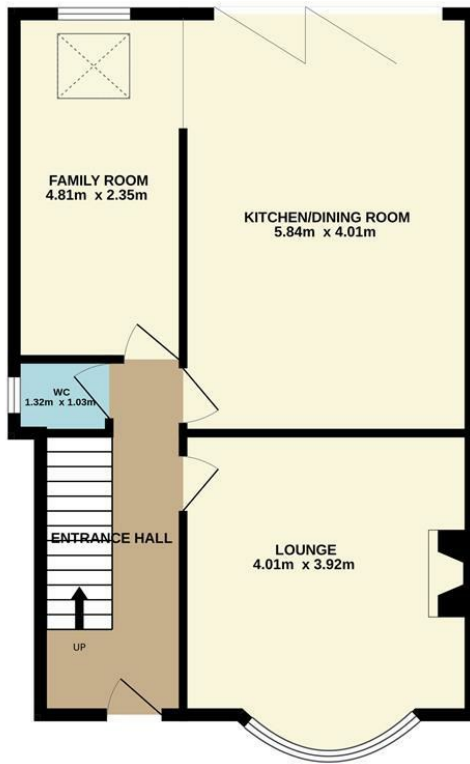 FAMILY ROOM
4.81m x 2.35m
KITCHEN/DINING ROOM
5.84m x 4.01m
WC
1.32m x 1.03m
ENTRANCE HALL
LOUNGE
4.01m x 3.92m
UP